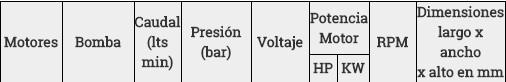 Motores
Bomba
Caudal
(lts
min)
Presión
(bar)
Voltaje
Potencia
Motor
HP
KW
RPM
Dimensiones
largo x
ancho
x alto en mm